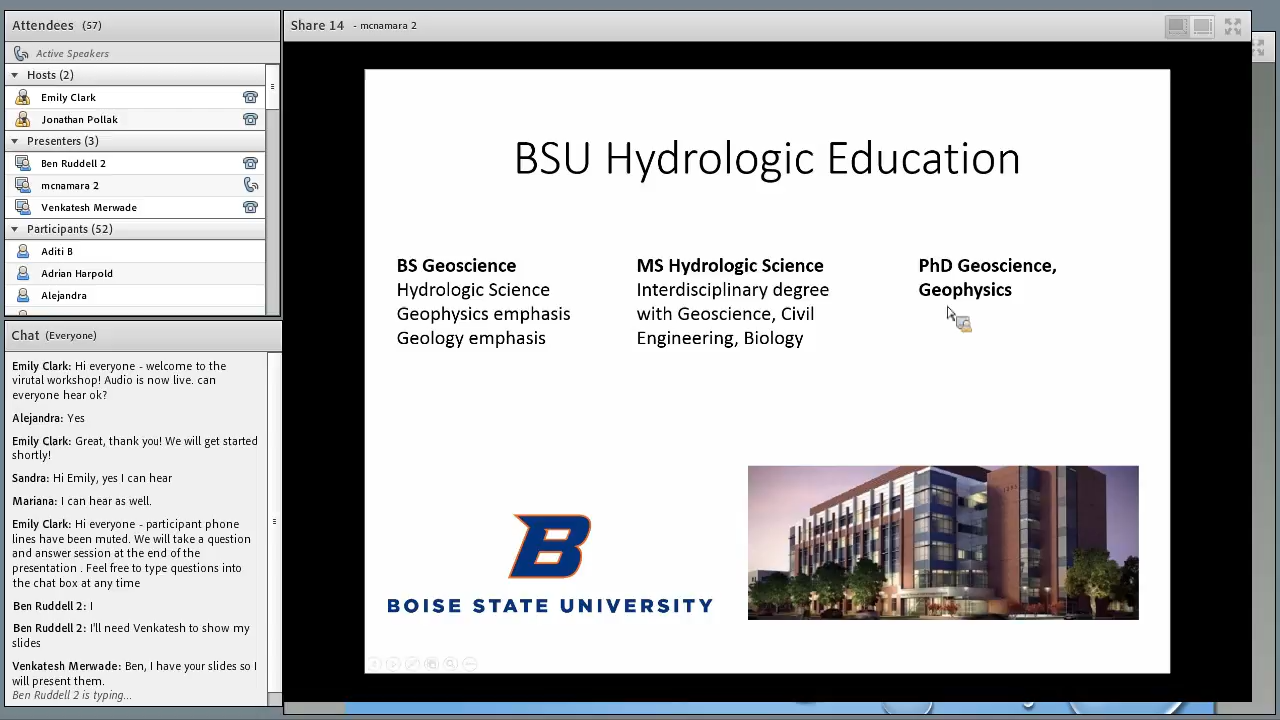 Attendees (57)
Active Speakers
Hosts (2)
Emily Clark
Jonathan Pollak
Presenters (3)
Ben Ruddell 2
mcnamara 2
Venkatesh Merwade
Participants (52)
Aditi B
Adrian Harpold
Alejandra
Chat (Everyone)
Emily Clark: Hi everyone - welcome to the
virutal workshop! Audio is now live. can
everyone hear ok?
Alejandra: Yes
Emily Clark: Great, thank you! We will get started
shortly!
Sandra: Hi Emily, yes I can hear
Mariana: I can hear as well.
Emily Clark: Hi everyone - participant phone
lines have been muted. We will take a question
and answer session at the end of the
presentation . Feel free to type questions into
the chat box at any time
Ben Ruddell 2: I
Ben Ruddell 2: I'll need Venkatesh to show my
slides
Venkatesh Merwade: Ben, I have your slides so I
will present them.
Ben Ruddell 2 is typing...
Share 14 - mcnamara 2
BSU Hydrologic Education
BS Geoscience
Hydrologic Science
Geophysics emphasis
Geology emphasis
MS Hydrologic Science
Interdisciplinary degree
with Geoscience, Civil
Engineering, Biology
PhD Geoscience,
Geophysics
B
BOISE STATE UNIVERSITY